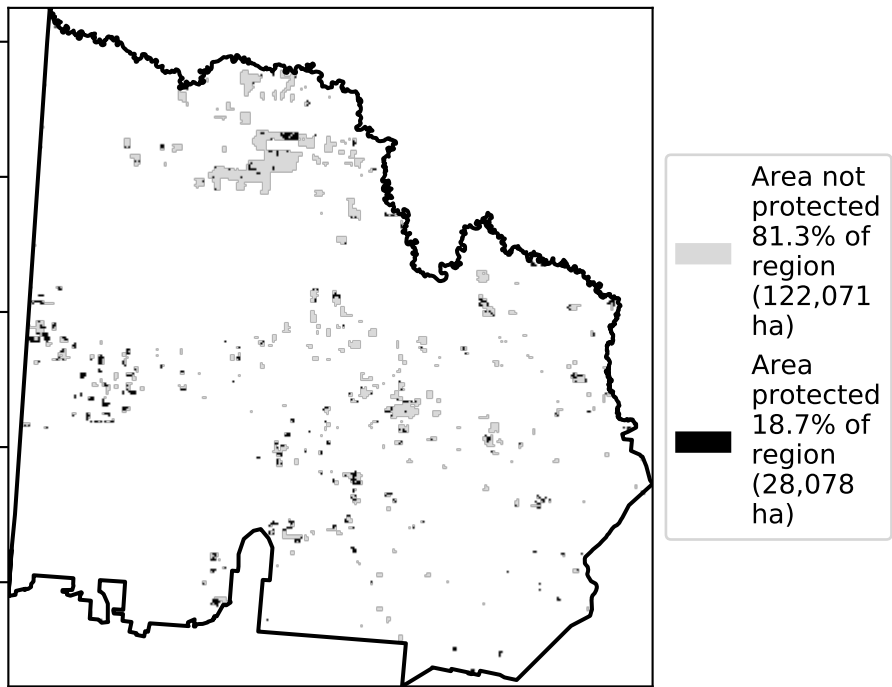 Area not
protected
81.3% of
region
(122,071
ha)
Area
protected
18.7% of
region
(28,078
ha)